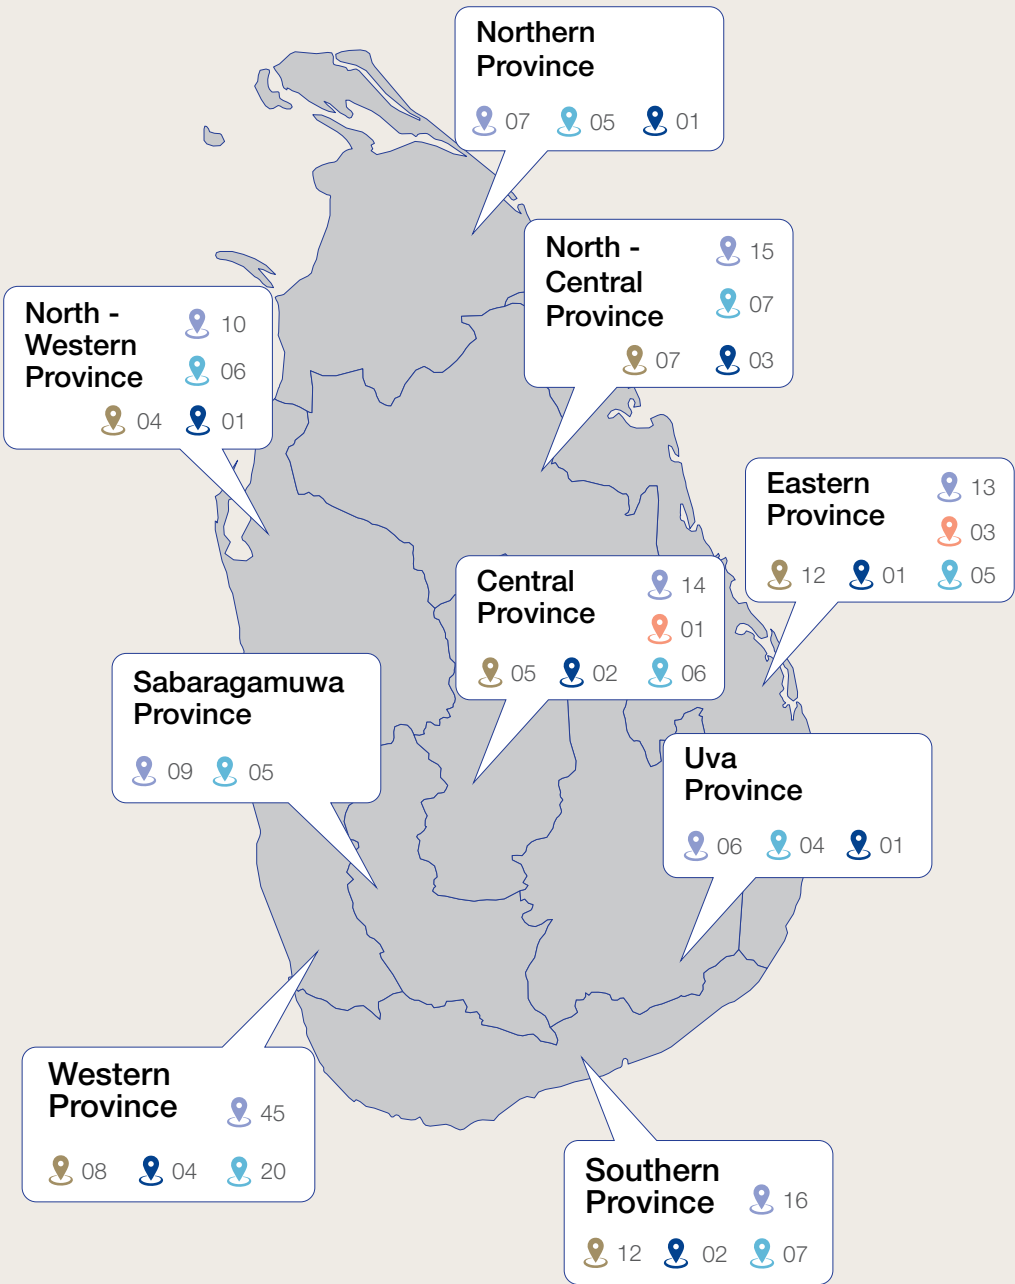 Northern
Province
07 05 01
North -
Central
Province
15
07
07 03
North -
Western
Province
10
06
04 01
Eastern
Province
13
03
12 01 05
Central
Province
14
01
05 02 06
Sabaragamuwa
Province
09 05
Uva
Province
06 04 01
Western
Province
45
08 04 20
Southern
Province
16
12 02 07